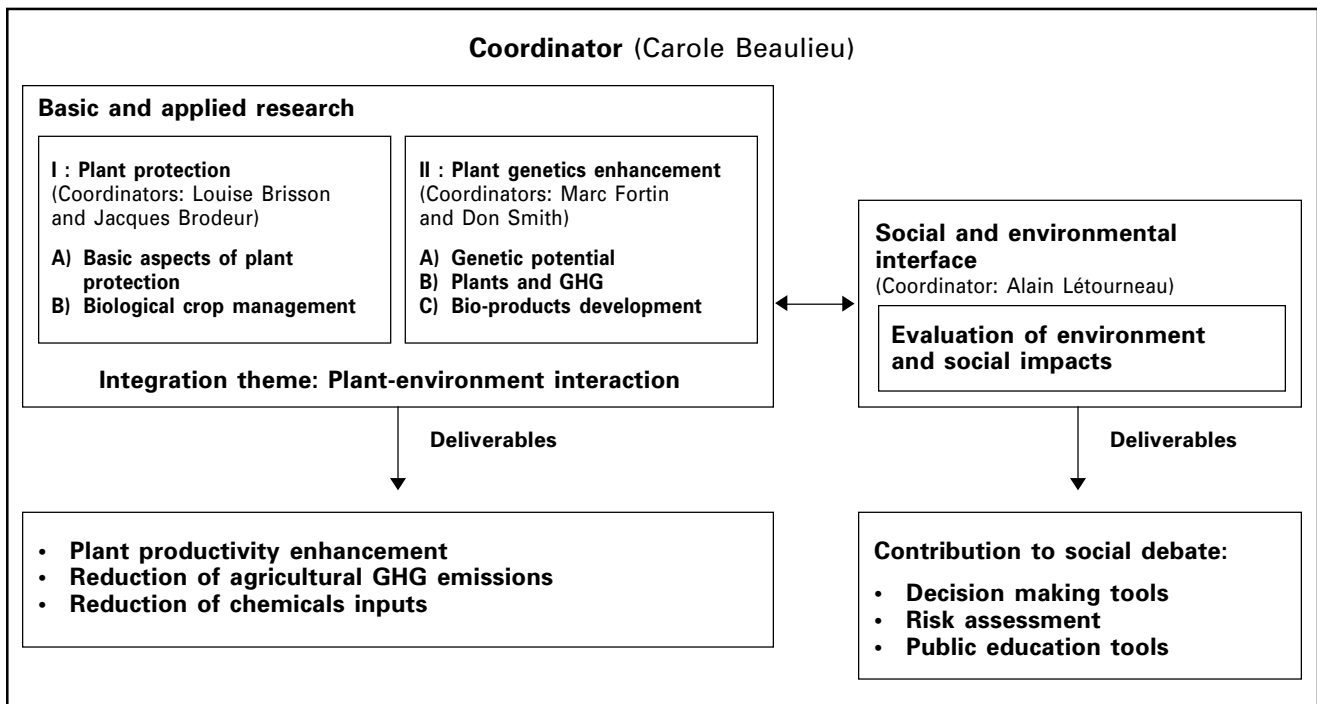 Coordinator (Carole Beaulieu)
Basic and applied research
I : Plant protection
(Coordinators: Louise Brisson
and Jacques Brodeur)
A) Basic aspects of plant
protection
B) Biological crop management
II : Plant genetics enhancement
(Coordinators: Marc Fortin
and Don Smith)
A) Genetic potential
B) Plants and GHG
C) Bio-products development
Integration theme: Plant-environment interaction
Social and environmental
interface
(Coordinator: Alain Létourneau)
Evaluation of environment
and social impacts
Deliverables
Deliverables
• Plant productivity enhancement
• Reduction of agricultural GHG emissions
• Reduction of chemicals inputs
Contribution to social debate:
• Decision making tools
• Risk assessment
• Public education tools